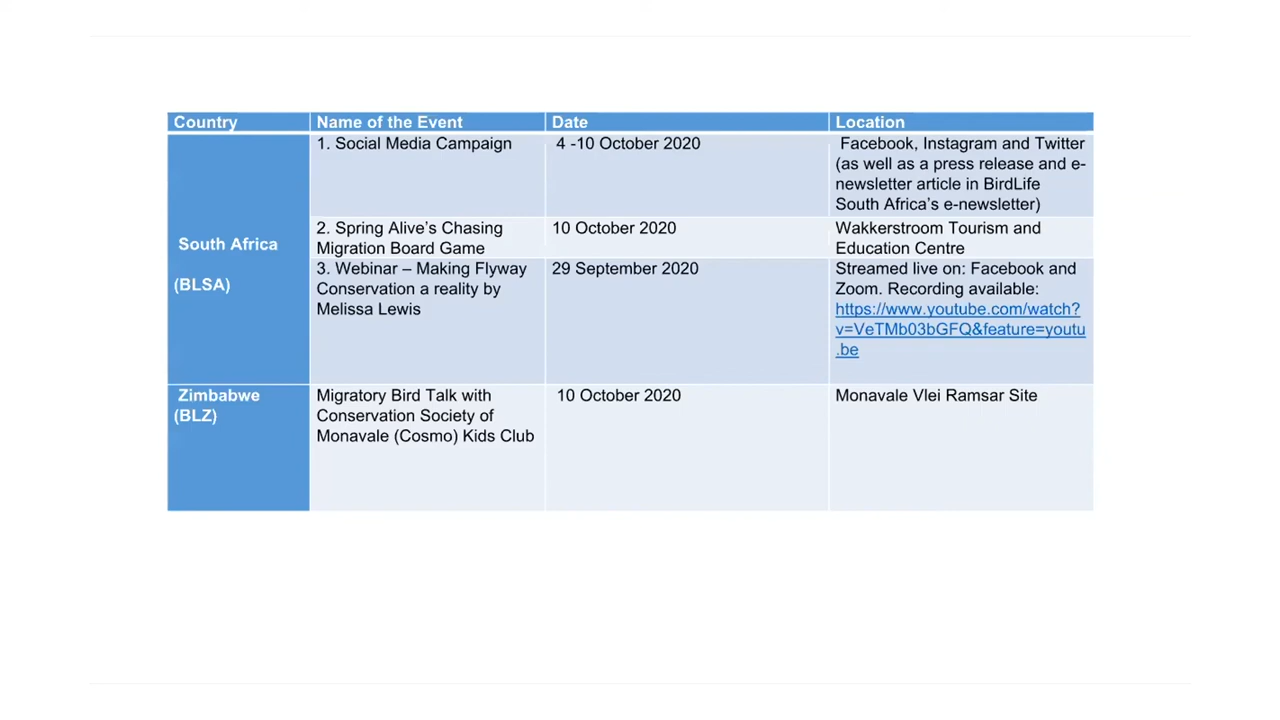 Country Name of the Event Date Location
South Africa
(BLSA)
1. Social Media Campaign
4 -10 October 2020
Facebook, Instagram and Twitter
(as well as a press release and e-
newsletter article in BirdLife
South Africa's e-newsletter)
2. Spring Alive's Chasing
Migration Board Game
10 October 2020
Wakkerstroom Tourism and
Education Centre
3. Webinar – Making Flyway
Conservation a reality by
Melissa Lewis
29 September 2020
Streamed live on: Facebook and
Zoom. Recording available:
https://www.youtube.com/watch?
v=VeTMb03bGFQ&feature=youtu
.be
Zimbabwe
(BLZ)
Migratory Bird Talk with
Conservation Society of
Monavale (Cosmo) Kids Club
10 October 2020
Monavale Vlei Ramsar Site